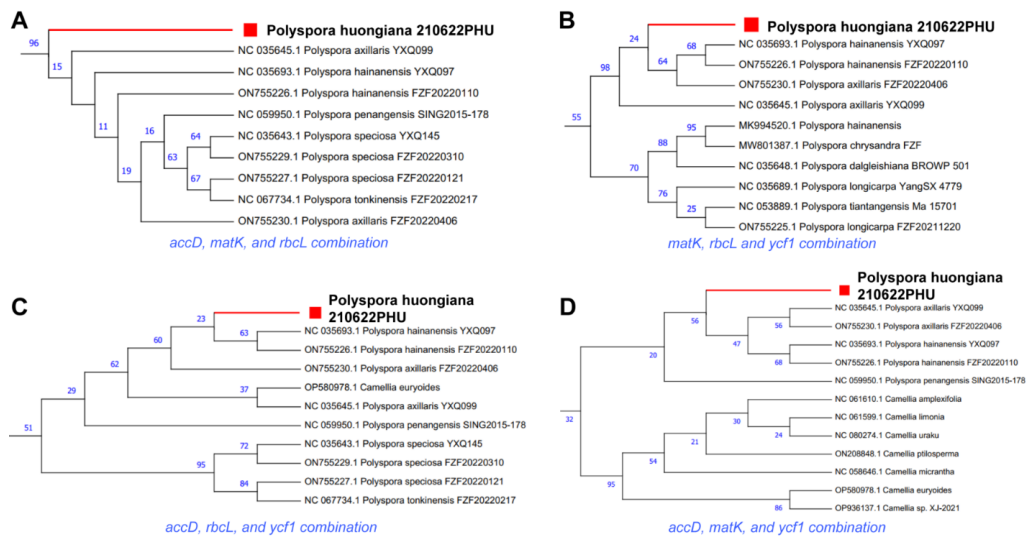 A
Polyspora huongiana 210622PHU
96
NC 035645.1 Polyspora axillaris YXQ099
15
NC 035693.1 Polyspora hainanensis YXQ097
ON755226.1 Polyspora hainanensis FZF20220110
11
NC 059950.1 Polyspora penangensis SING2015-178
16
64
NC 035643.1 Polyspora speciosa YXQ145
63
ON755229.1 Polyspora speciosa FZF20220310
19
67
ON755227.1 Polyspora speciosa FZF20220121
NC 067734.1 Polyspora tonkinensis FZF20220217
ON755230.1 Polyspora axillaris FZF20220406
accD, matK, and rbcL combination
B
Polyspora huongiana 210622PHU
24
68
NC 035693.1 Polyspora hainanensis YXQ097
98
64
ON755226.1 Polyspora hainanensis FZF20220110
ON755230.1 Polyspora axillaris FZF20220406
NC 035645.1 Polyspora axillaris YXQ099
55
95
MK994520.1 Polyspora hainanensis
88
MW801387.1 Polyspora chrysandra FZF
70
NC 035648.1 Polyspora dalgleishiana BROWP 501
76
NC 035689.1 Polyspora longicarpa YangSX 4779
25
NC 053889.1 Polyspora tiantangensis Ma 15701
ON755225.1 Polyspora longicarpa FZF20211220
matK, rbcL and ycf1 combination
C
Polyspora huongiana
210622PHU
23
63
NC 035693.1 Polyspora hainanensis YXQ097
60
ON755226.1 Polyspora hainanensis FZF20220110
62
ON755230.1 Polyspora axillaris FZF20220406
29
37
OP580978.1 Camellia euryoides
NC 035645.1 Polyspora axillaris YXQ099
51
NC 059950.1 Polyspora penangensis SING2015-178
72
NC 035643.1 Polyspora speciosa YXQ145
95
ON755229.1 Polyspora speciosa FZF20220310
84
ON755227.1 Polyspora speciosa FZF20220121
NC 067734.1 Polyspora tonkinensis FZF20220217
accD, rbcL, and ycf1 combination
D
Polyspora huongiana
210622PHU
NC 035645.1 Polyspora axillaris YXQ099
56
56
ON755230.1 Polyspora axillaris FZF20220406
47
NC 035693.1 Polyspora hainanensis YXQ097
20
68
ON755226.1 Polyspora hainanensis FZF20220110
NC 059950.1 Polyspora penangensis SING2015-178
32
NC 061610.1 Camellia amplexifolia
30
NC 061599.1 Camellia limonia
21
24
NC 080274.1 Camellia uraku
54
ON208848.1 Camellia ptilosperma
NC 058646.1 Camellia micrantha
95
OP580978.1 Camellia euryoides
86
OP936137.1 Camellia sp. XJ-2021
accD, matK, and ycf1 combination